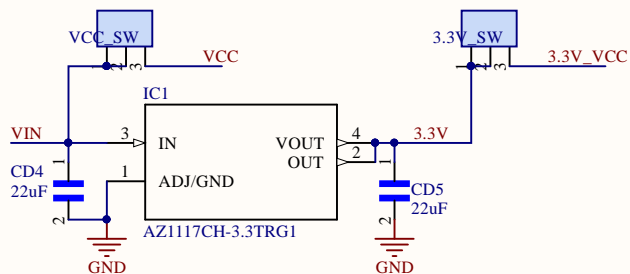 VCC_SW
1 2 3
VCC
3.3V_SW
1 2 3
3.3V_VCC
IC1
VIN
3 IN
VOUT 4
OUT 2
3.3V
1 ADJ/GND
1
CD4
22uF
2
1
CD5
22uF
2
AZ1117CH-3.3TRG1
GND
GND